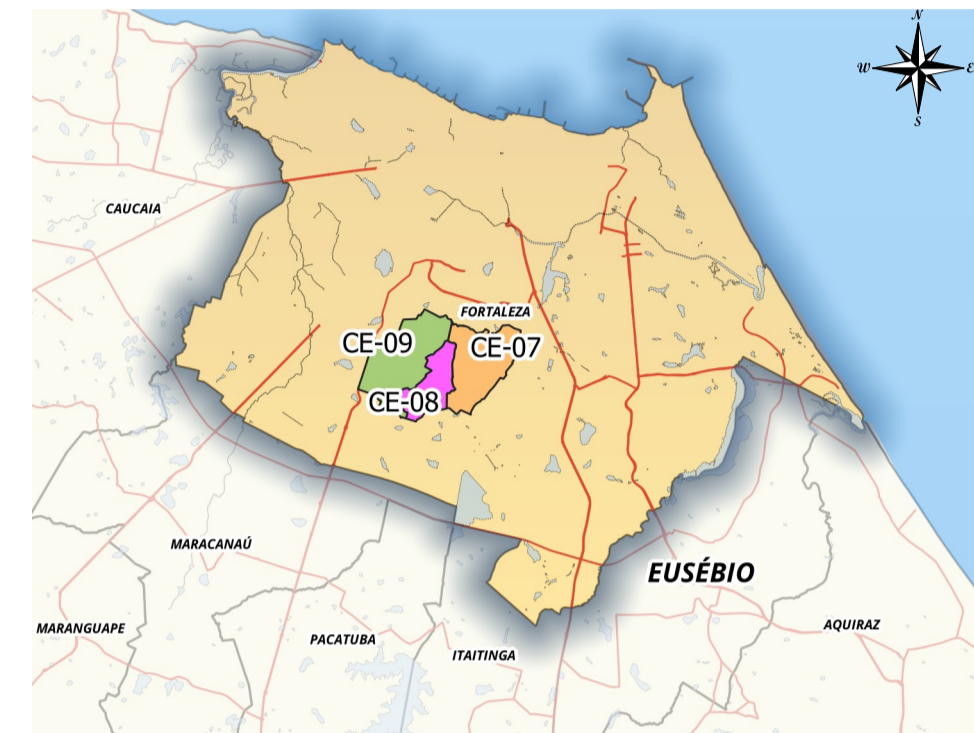 N
W
E
S
CAUCAIA
FORTALEZA
CE-09
CE-07
CE-08
MARACANAÚ
EUSÉBIO
MARANGUAPE
PACATUBA
AQUIRAZ
ITAITINGA